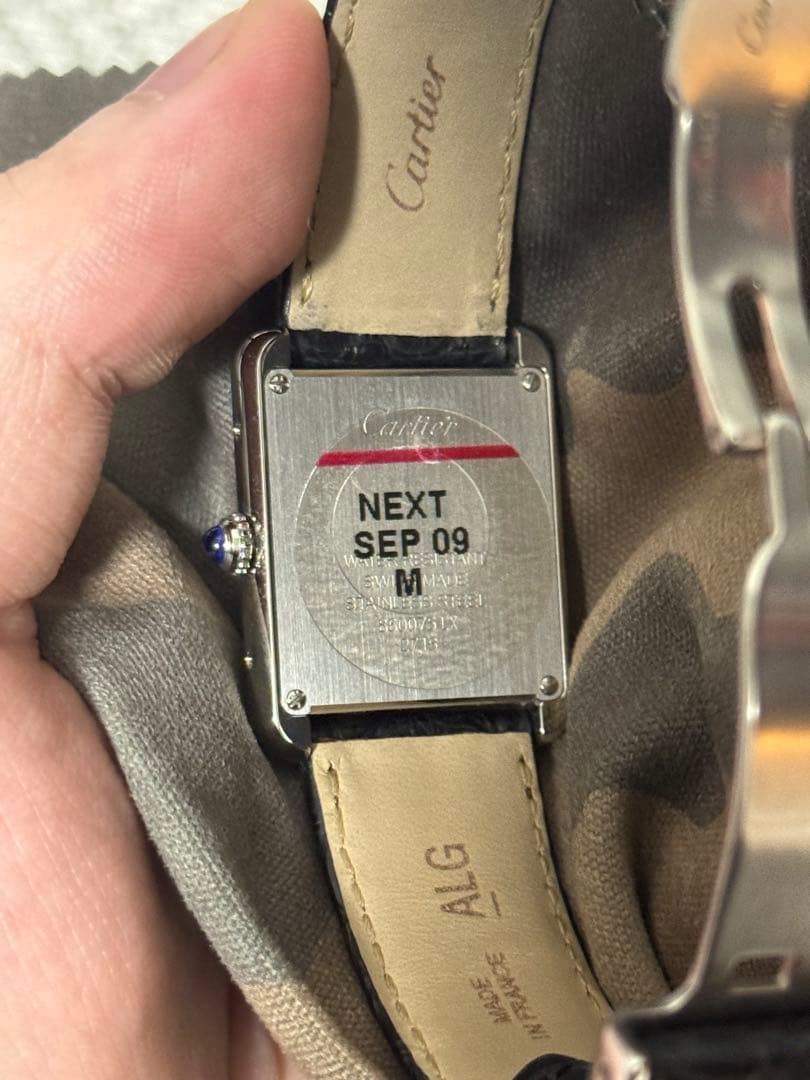 Cartier
Cartier
NEXT
SEP 09
M
WATER RESISTANT
SWISS MADE
STAINLESS STEEL
ALG
MADE
IN FRANCE